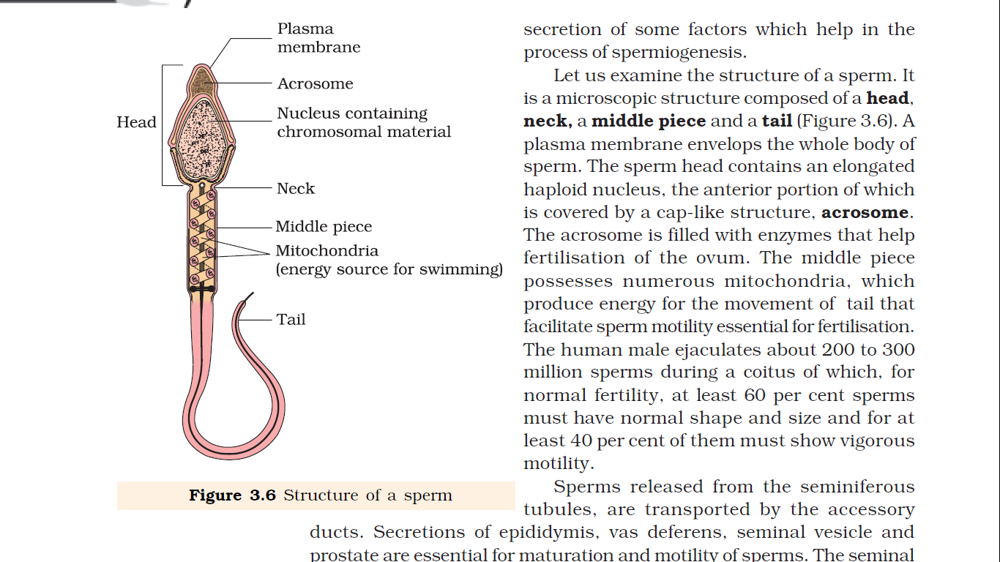 Plasma
membrane
Acrosome
Nucleus containing
chromosomal material
Head
Neck
Middle piece
Mitochondria
(energy source for swimming)
Tail
Figure 3.6 Structure of a sperm
secretion of some factors which help in the
process of spermiogenesis.
Let us examine the structure of a sperm. It
is a microscopic structure composed of a head,
neck, a middle piece and a tail (Figure 3.6). A
plasma membrane envelops the whole body of
sperm. The sperm head contains an elongated
haploid nucleus, the anterior portion of which
is covered by a cap-like structure, acrosome.
The acrosome is filled with enzymes that help
fertilisation of the ovum. The middle piece
possesses numerous mitochondria, which
produce energy for the movement of tail that
facilitate sperm motility essential for fertilisation.
The human male ejaculates about 200 to 300
million sperms during a coitus of which, for
normal fertility, at least 60 per cent sperms
must have normal shape and size and for at
least 40 per cent of them must show vigorous
motility.
Sperms released from the seminiferous
tubules, are transported by the accessory
ducts. Secretions of epididymis, vas deferens, seminal vesicle and
prostate are essential for maturation and motility of sperms. The seminal